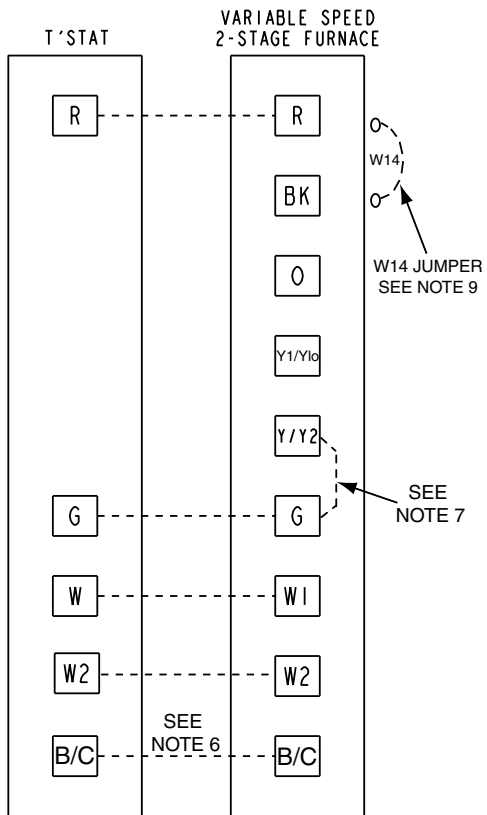 T'STAT
VARIABLE SPEED
2-STAGE FURNACE
R
R
W14
BK
W14 JUMPER
SEE NOTE 9
O
Y1/Ylo
Y/Y2
SEE
NOTE 7
G
G
W
W1
W2
W2
SEE
NOTE 6
B/C
B/C